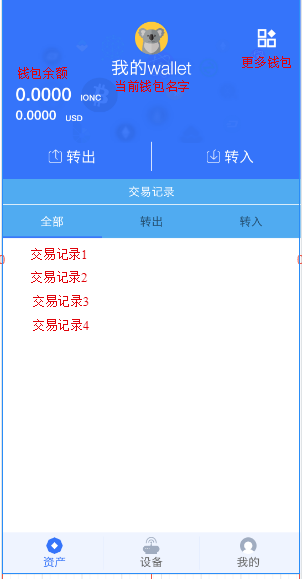 我的wallet
更多钱包
钱包余额
当前钱包名字
0.0000 IONC
0.0000 USD
转出 转入
交易记录
全部 转出 转入
交易记录1
交易记录2
交易记录3
交易记录4
资产 设备 我的